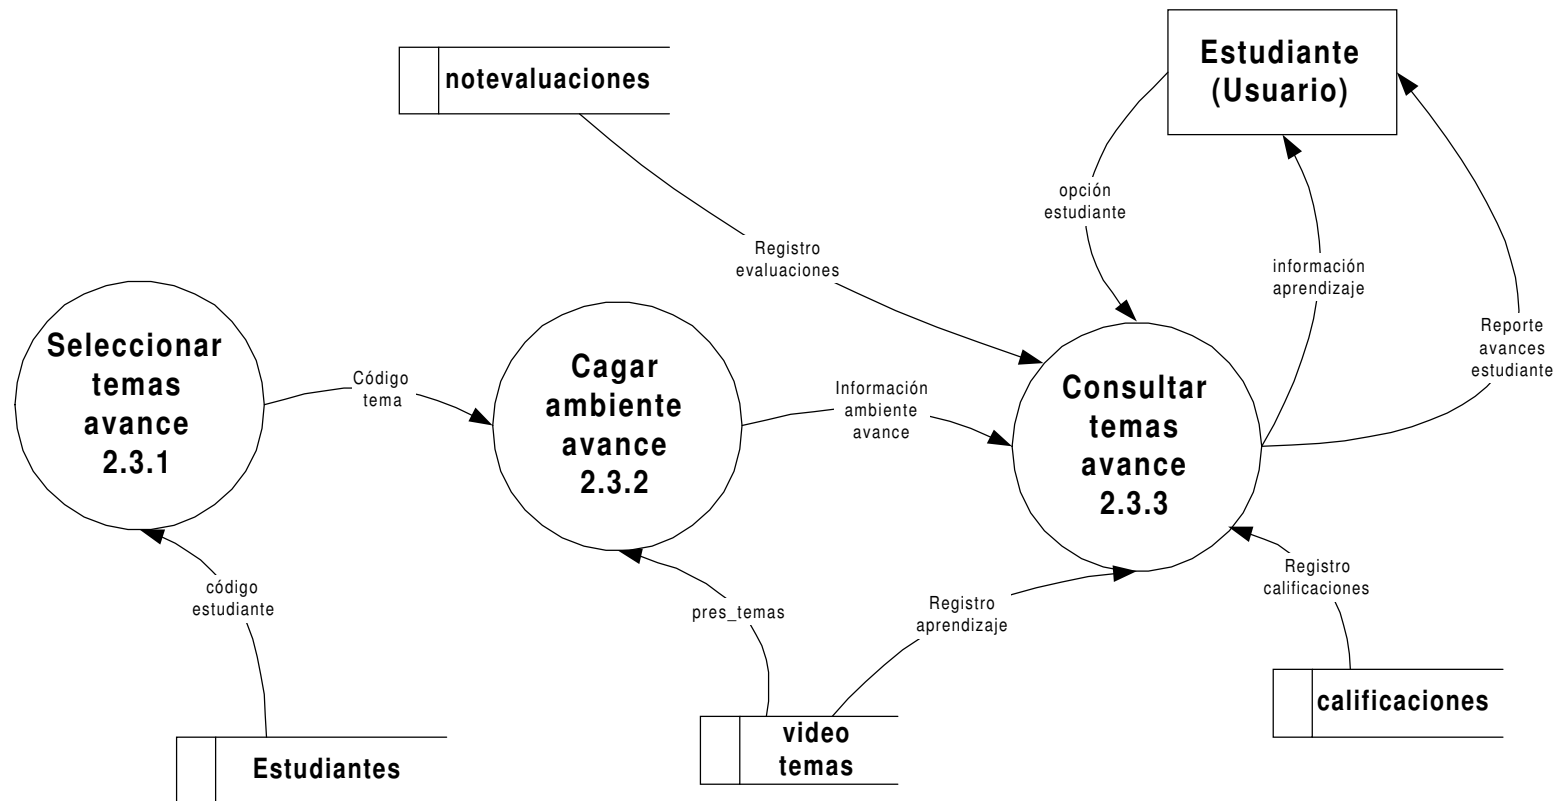 notevaluaciones
Estudiante
(Usuario)
opción
estudiante
Registro
evaluaciones
información
aprendizaje
Reporte
avances
estudiante
Seleccionar
temas
avance
2.3.1
Código
tema
Cagar
ambiente
avance
2.3.2
Información
ambiente
avance
Consultar
temas
avance
2.3.3
código
estudiante
pres_temas
Registro
aprendizaje
Registro
calificaciones
Estudiantes
video
temas
calificaciones